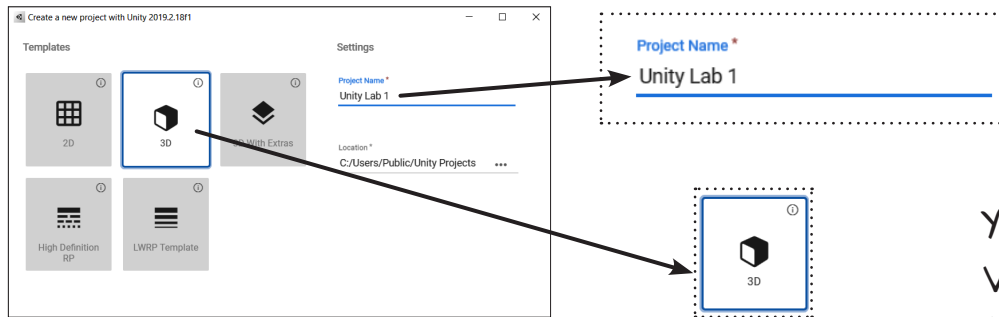 Create a new project with Unity 2019.2.18f1
Templates
2D
3D
3D With Extras
High Definition
RP
LWRP Template
Settings
Project Name *
Unity Lab 1
Location *
C:/Users/Public/Unity Projects
Project Name *
Unity Lab 1
3D